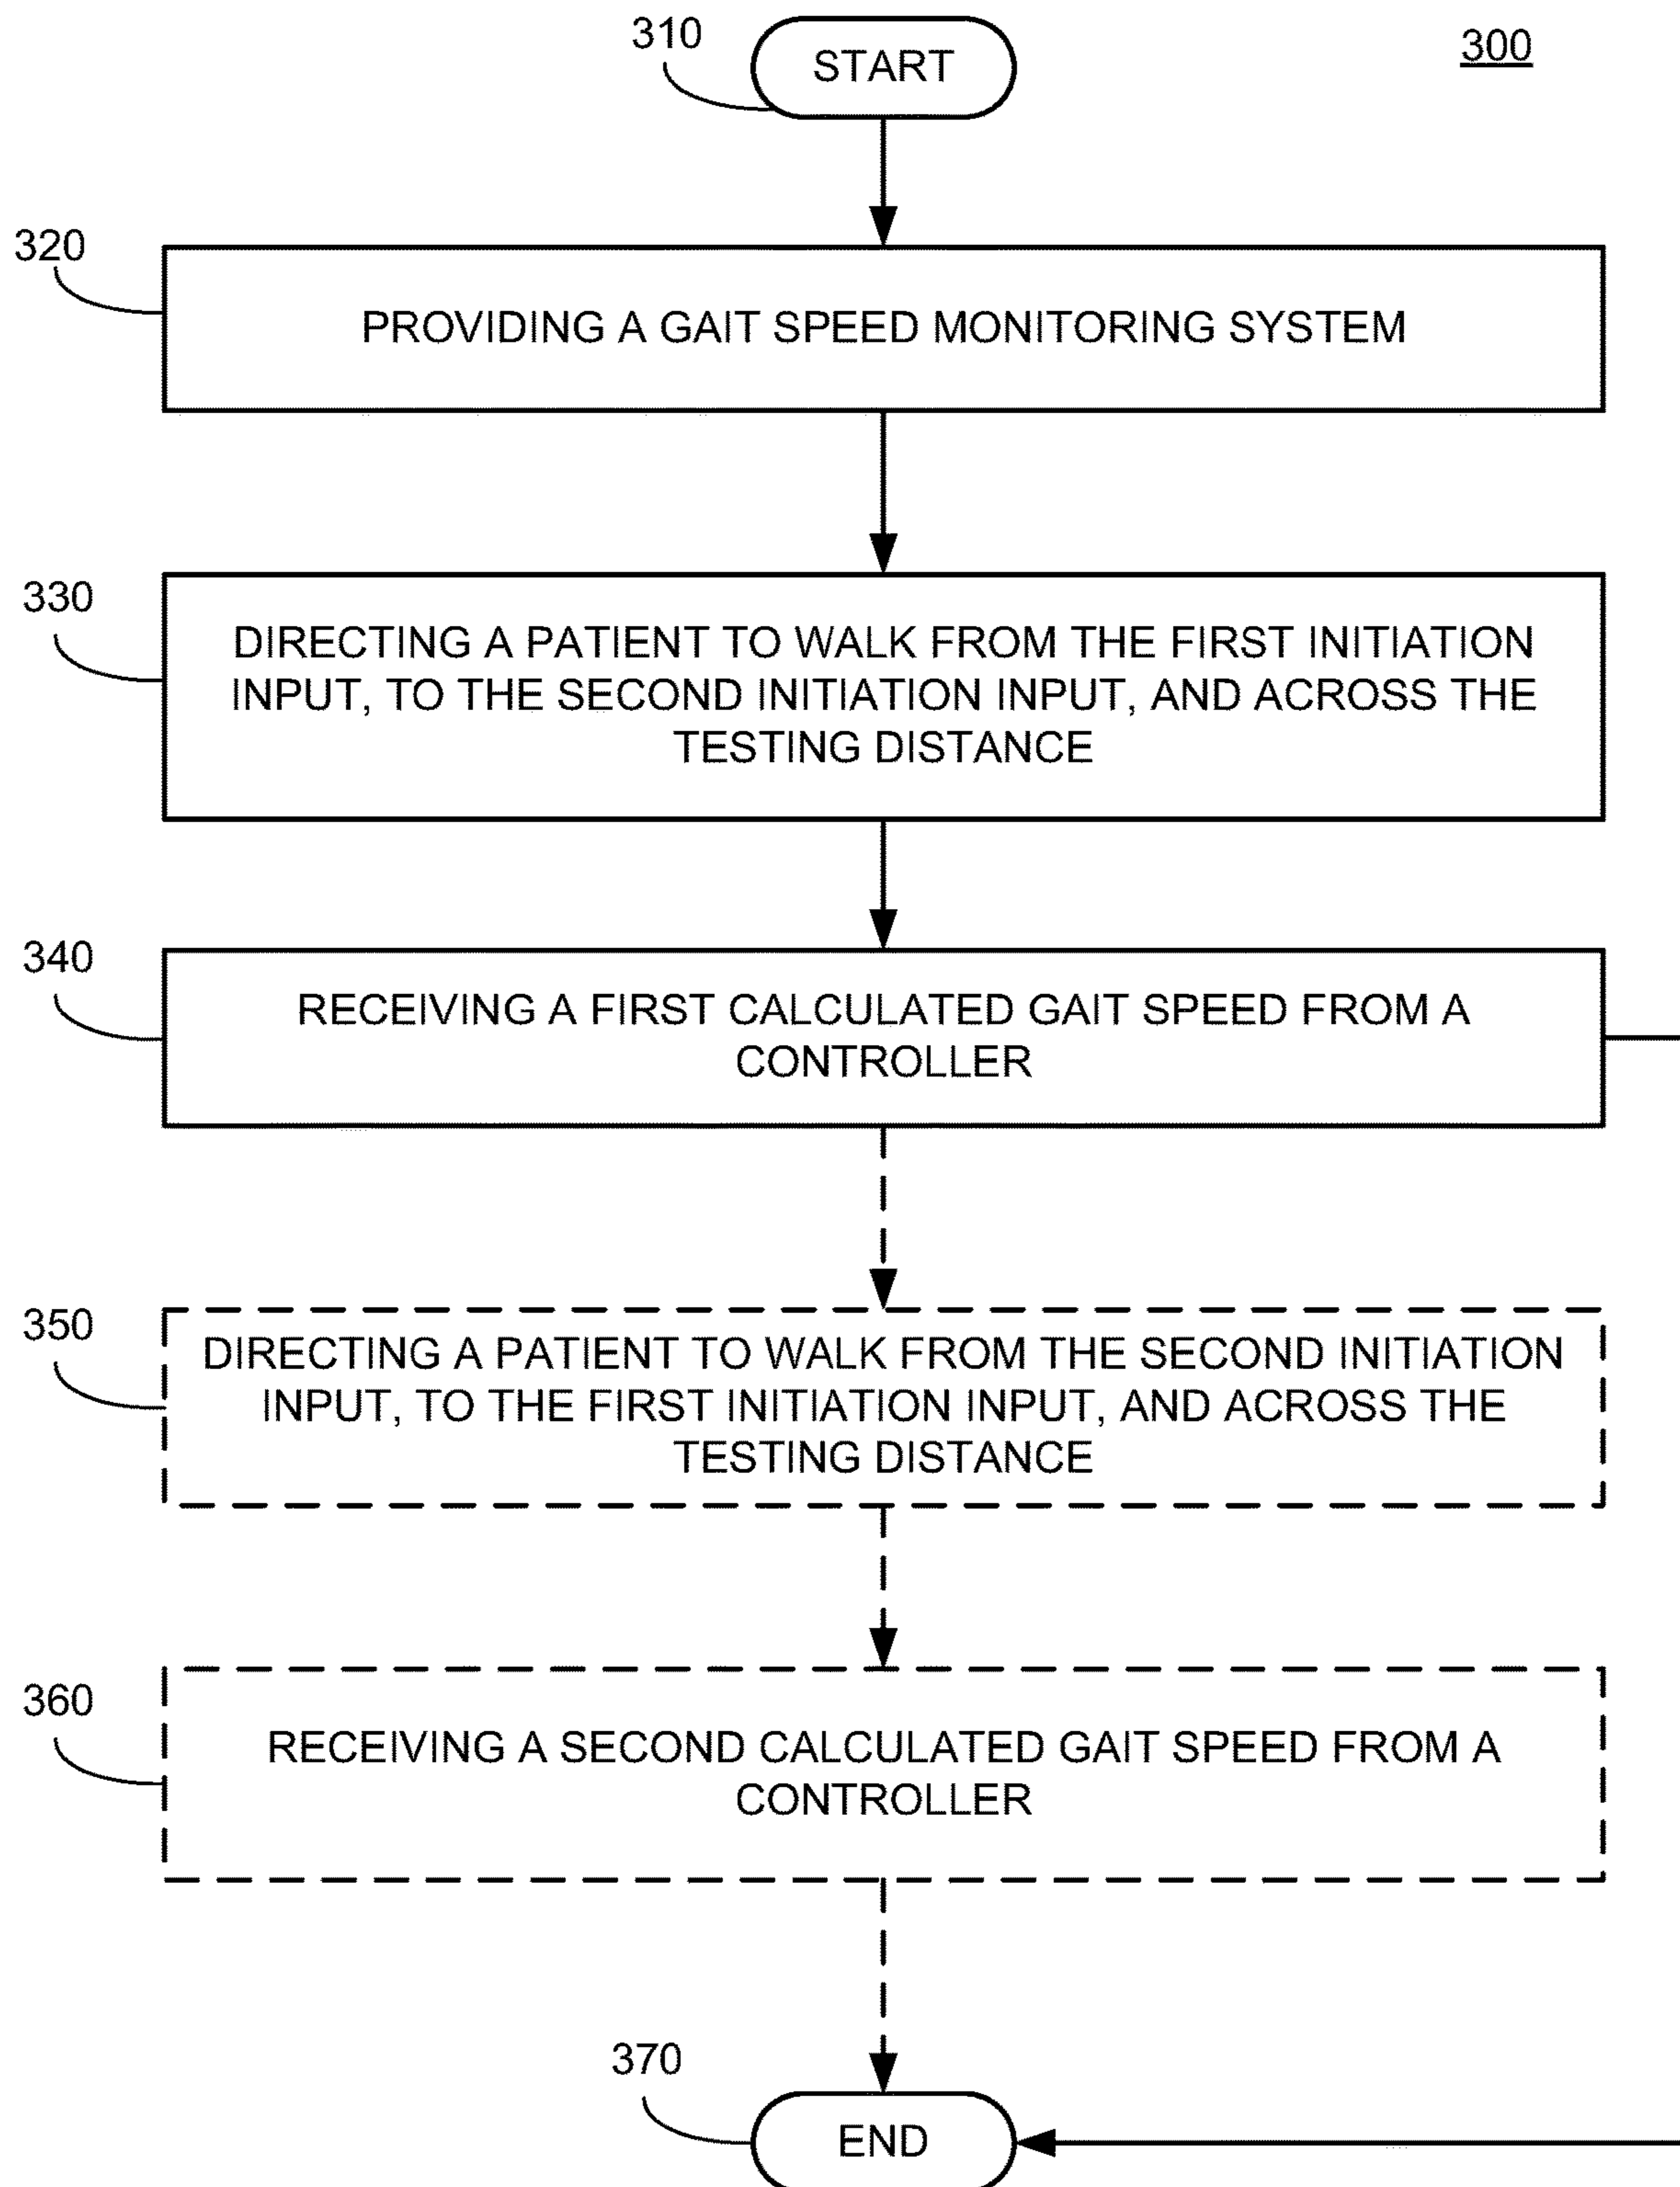 310
START
300
320
PROVIDING A GAIT SPEED MONITORING SYSTEM
330
DIRECTING A PATIENT TO WALK FROM THE FIRST INITIATION
INPUT, TO THE SECOND INITIATION INPUT, AND ACROSS THE
TESTING DISTANCE
340
RECEIVING A FIRST CALCULATED GAIT SPEED FROM A
CONTROLLER
350
DIRECTING A PATIENT TO WALK FROM THE SECOND INITIATION
INPUT, TO THE FIRST INITIATION INPUT, AND ACROSS THE
TESTING DISTANCE
360
RECEIVING A SECOND CALCULATED GAIT SPEED FROM A
CONTROLLER
370
END